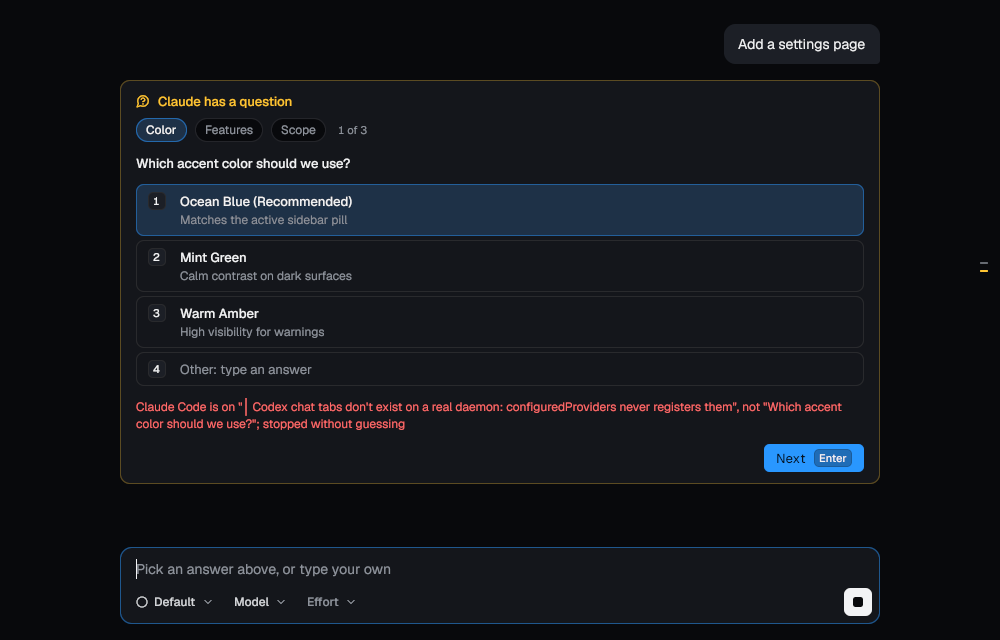 Add a settings page
Claude has a question
Color Features Scope 1 of 3
Which accent color should we use?
1 Ocean Blue (Recommended)
Matches the active sidebar pill
2 Mint Green
Calm contrast on dark surfaces
3 Warm Amber
High visibility for warnings
4 Other: type an answer
Claude Code is on "│ Codex chat tabs don't exist on a real daemon: configuredProviders never registers them", not "Which accent
color should we use?"; stopped without guessing
Next Enter
Pick an answer above, or type your own
Default Model Effort